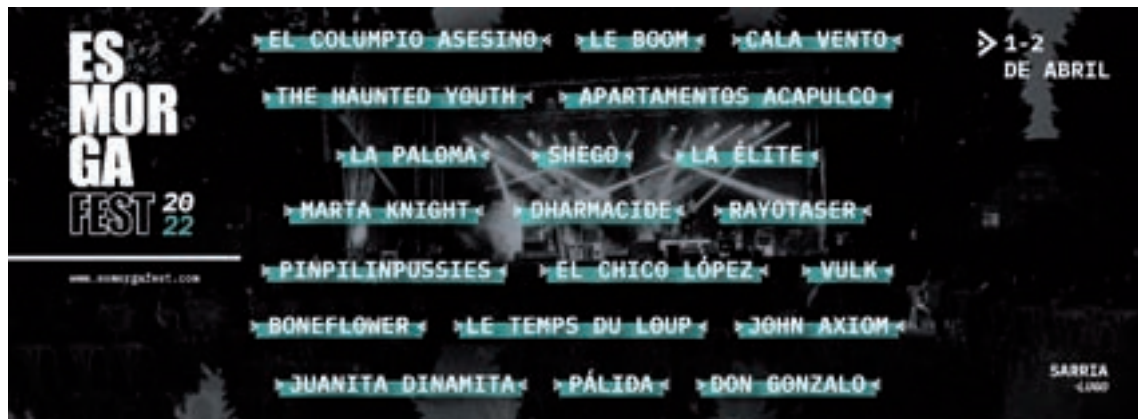 ES
MOR
GA
FEST 20
22
www.esmorgafest.com
EL COLUMPIO ASESINO LE BOOM CALA VENTO
THE HAUNTED YOUTH APARTAMENTOS ACAPULCO
LA PALOMA SHEGO LA ÉLITE
MARTA KNIGHT DHARMACIDE RAYOTASER
PINPILINPUSSIES EL CHICO LÓPEZ VULK
BONEFLOWER LE TEMPS DU LOUP JOHN AXIOM
JUANITA DINAMITA PÁLIDA DON GONZALO
1-2
DE ABRIL
SARRIA
-LUGO